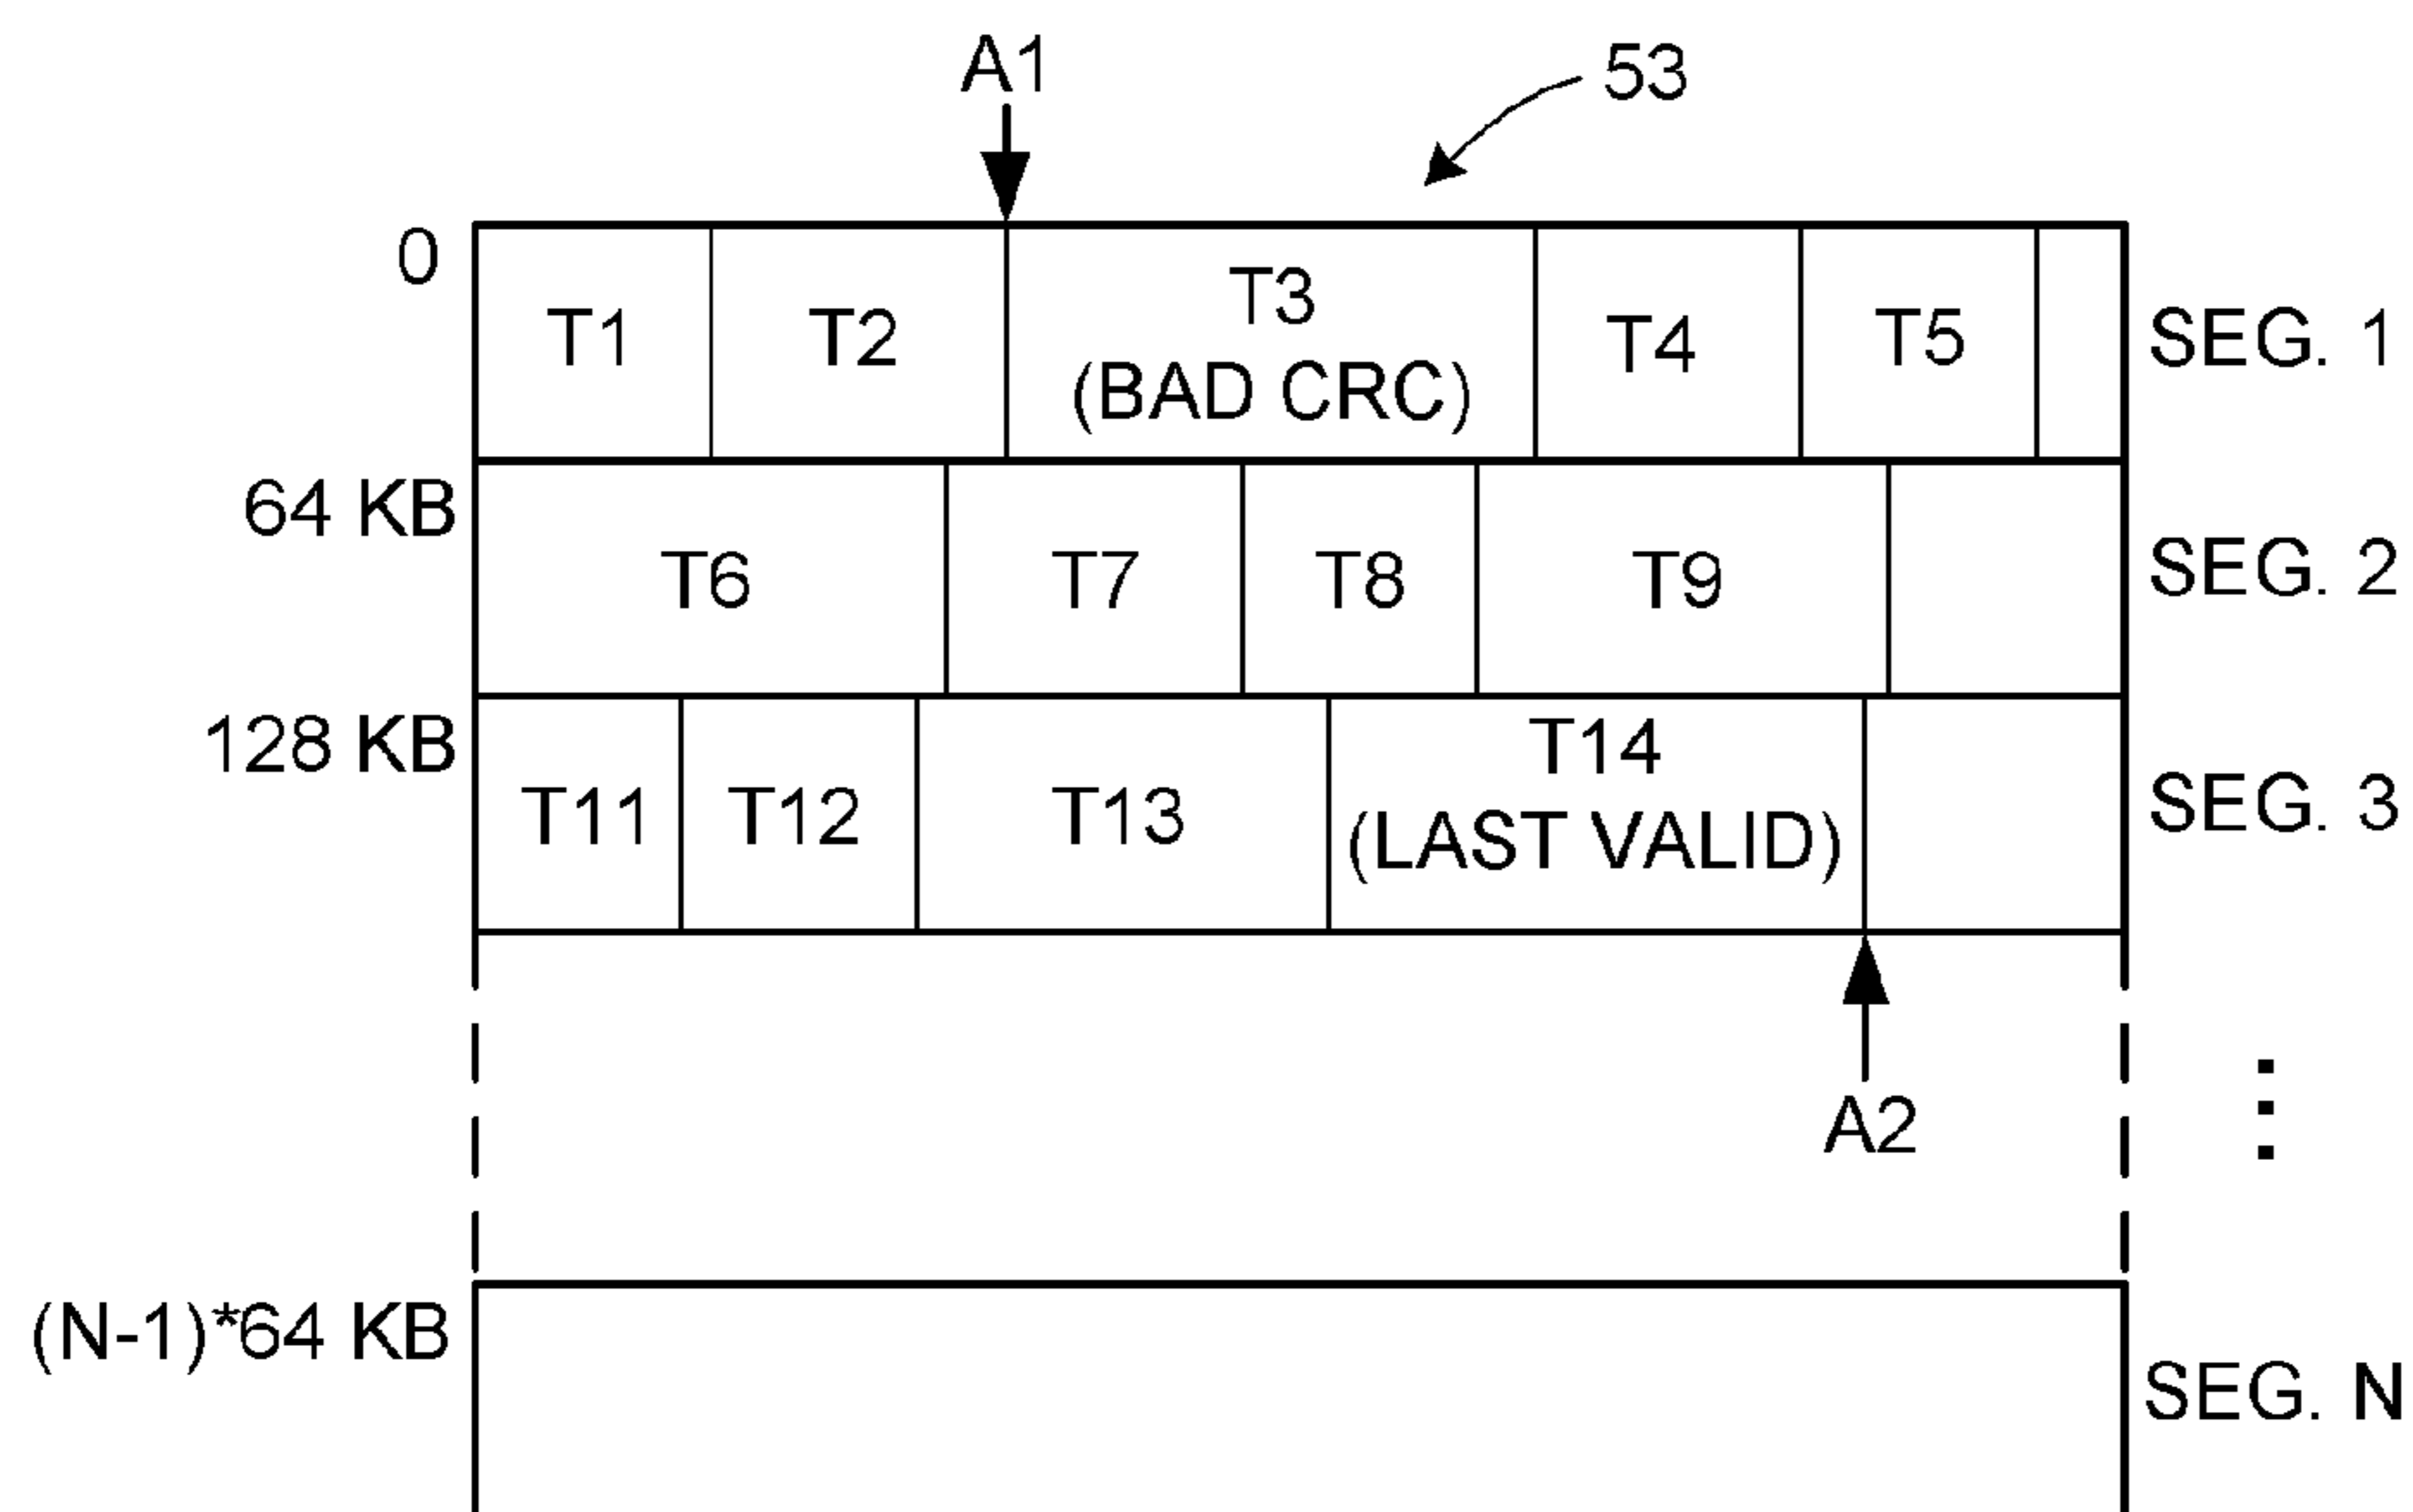 A1
53
0
T1
T2
T3
(BAD CRC)
T4
T5
SEG. 1
64 KB
T6
T7
T8
T9
SEG. 2
128 KB
T11
T12
T13
T14
(LAST VALID)
SEG. 3
A2
(N-1)*64 KB
SEG. N